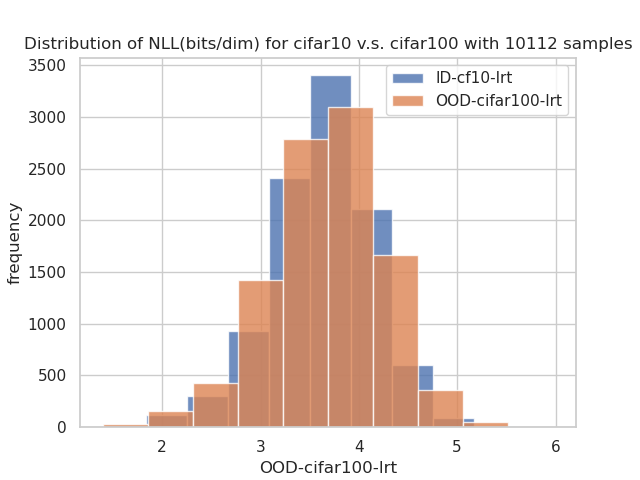 Distribution of NLL(bits/dim) for cifar10 v.s. cifar100 with 10112 samples
ID-cf10-lrt
OOD-cifar100-lrt
3500
3000
2500
2000
1500
1000
500
0
frequency
2 3 4 5 6
OOD-cifar100-lrt